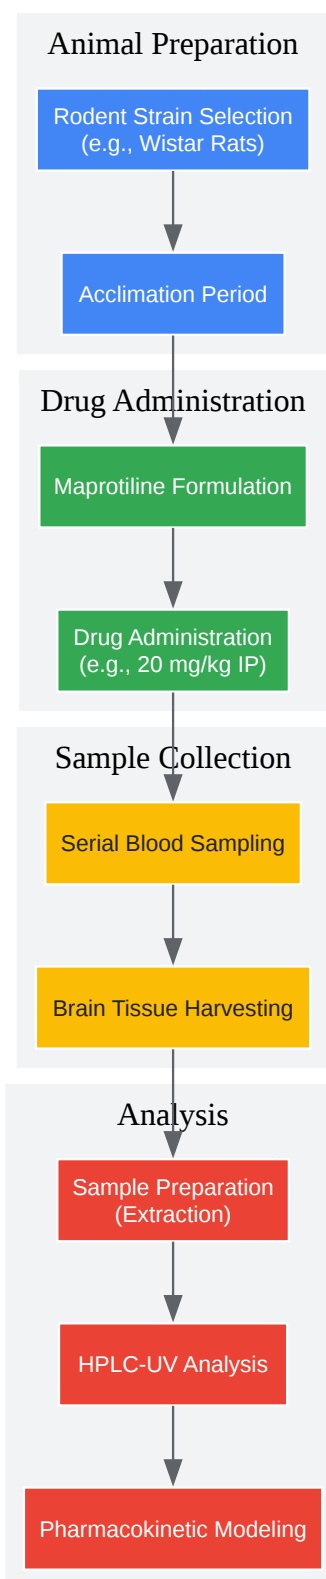 Animal Preparation
Rodent Strain Selection
(e.g., Wistar Rats)
Acclimation Period
Drug Administration
Maprotiline Formulation
Drug Administration
(e.g., 20 mg/kg IP)
Sample Collection
Serial Blood Sampling
Brain Tissue Harvesting
Analysis
Sample Preparation
(Extraction)
HPLC-UV Analysis
Pharmacokinetic Modeling